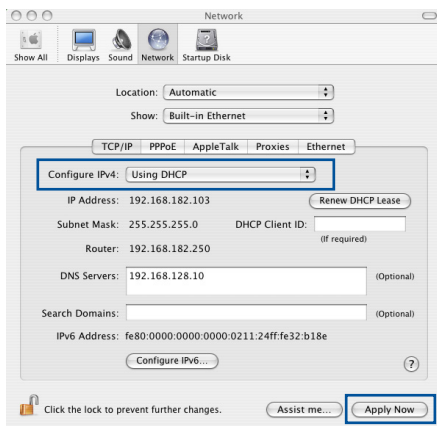 Network
Show All Displays Sound Network Startup Disk
Location: Automatic
Show: Built-in Ethernet
TCP/IP PPPoE AppleTalk Proxies Ethernet
Configure IPv4: Using DHCP
IP Address: 192.168.182.103 Renew DHCP Lease
Subnet Mask: 255.255.255.0 DHCP Client ID:
(If required)
Router: 192.168.182.250
DNS Servers: 192.168.128.10 (Optional)
Search Domains: (Optional)
IPv6 Address: fe80:0000:0000:0000:0211:24ff:fe32:b18e
Configure IPv6... ?
Click the lock to prevent further changes. Assist me... Apply Now